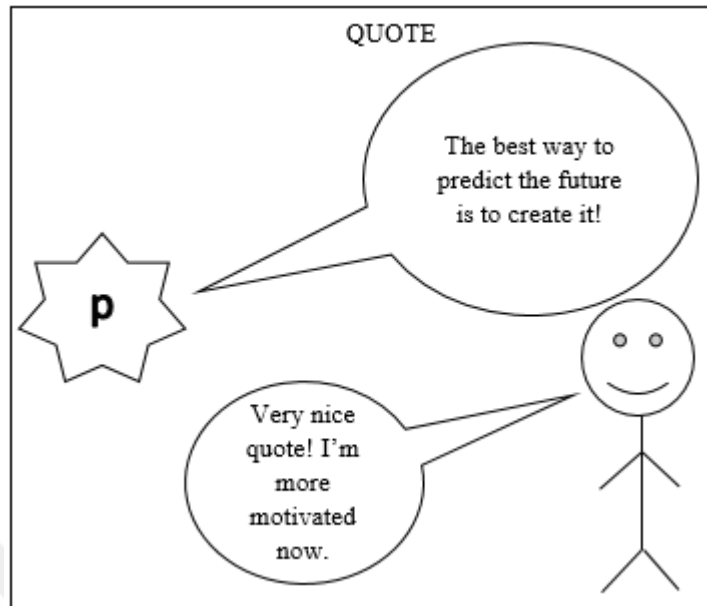 QUOTE
The best way to
predict the future
is to create it!
p
Very nice
quote! I’m
more
motivated
now.